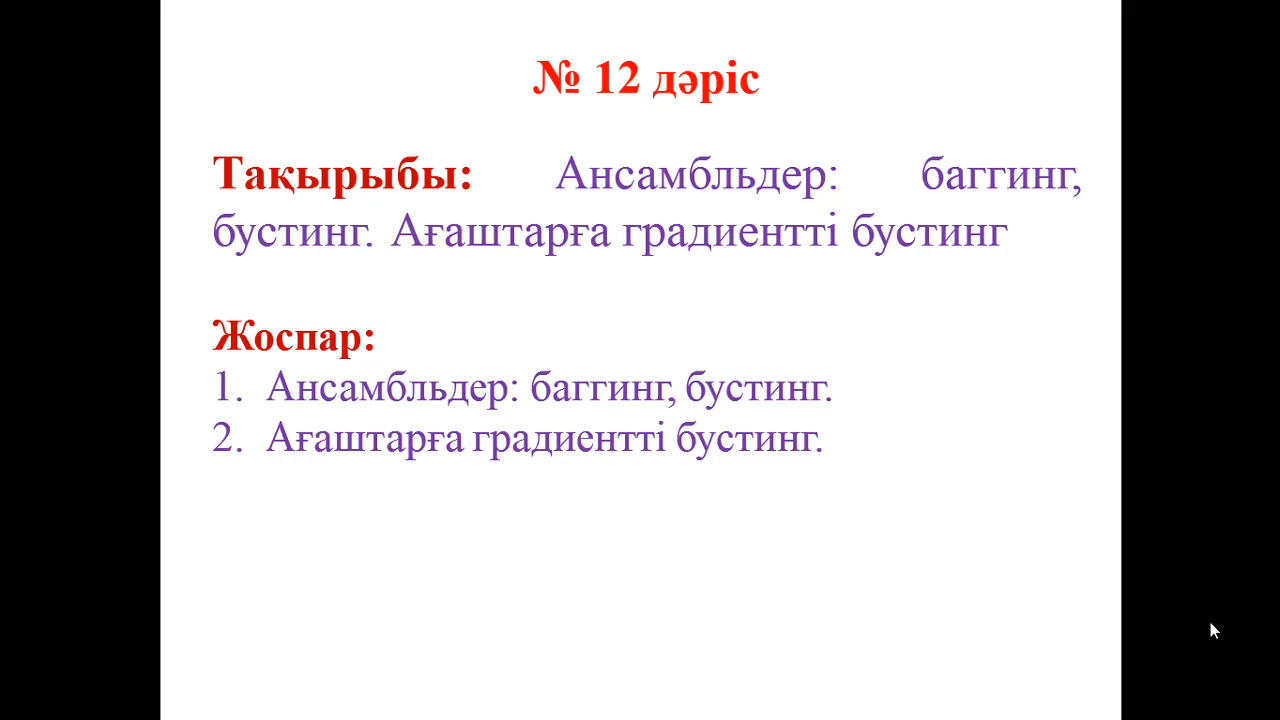 № 12 дәріс
Тақырыбы: Ансамбльдер: баггинг,
бустинг. Ағаштарға градиентті бустинг
Жоспар:
1. Ансамбльдер: баггинг, бустинг.
2. Ағаштарға градиентті бустинг.